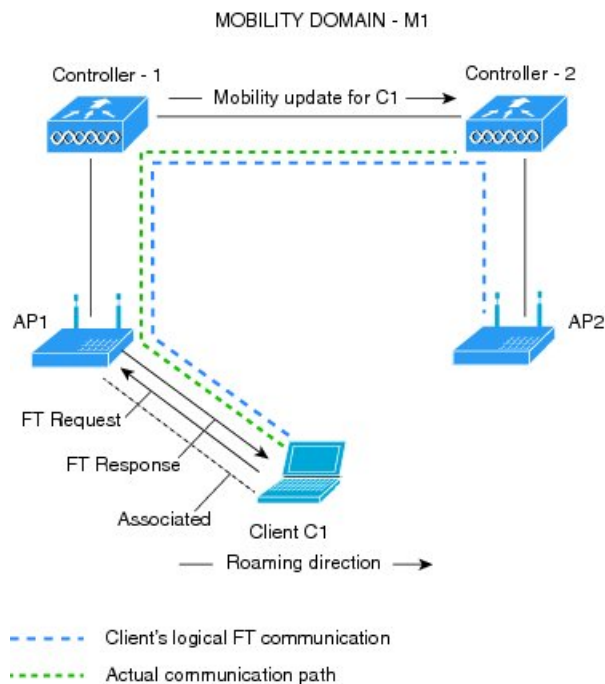 MOBILITY DOMAIN - M1
Controller - 1
Controller - 2
Mobility update for C1
AP1
AP2
FT Request
FT Response
Associated
Client C1
Roaming direction
Client's logical FT communication
Actual communication path